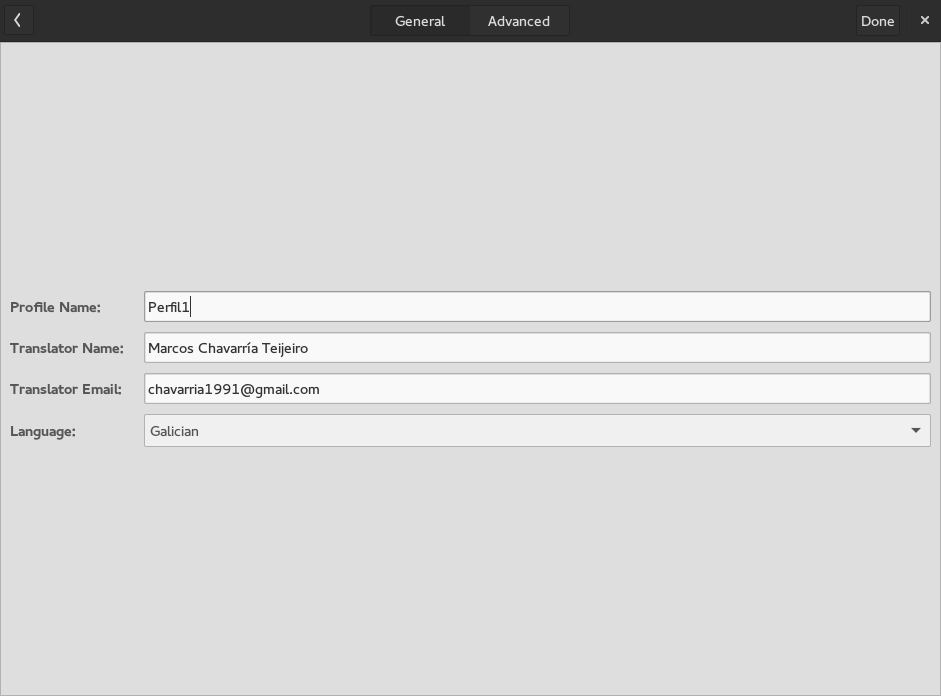 General Advanced Done
Profile Name: Perfil1
Translator Name: Marcos Chavarría Teijeiro
Translator Email: chavarria1991@gmail.com
Language: Galician